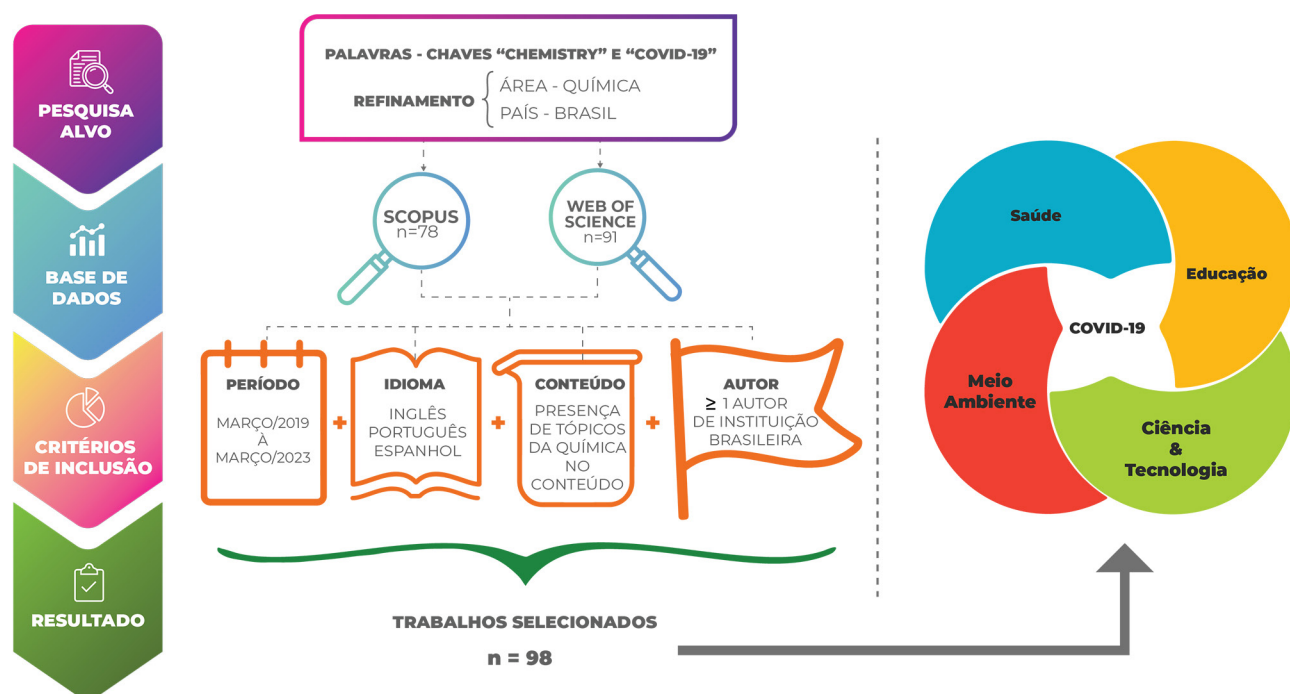 PESQUISA
ALVO
BASE DE
DADOS
CRITÉRIOS
DE INCLUSÃO
RESULTADO
PALAVRAS - CHAVES “CHEMISTRY” E “COVID-19”
REFINAMENTO
ÁREA - QUÍMICA
PAÍS - BRASIL
SCOPUS
n=78
WEB OF
SCIENCE
n=91
PERÍODO
MARÇO/2019
À
MARÇO/2023
+
IDIOMA
INGLÊS
PORTUGUÊS
ESPANHOL
+
CONTEÚDO
PRESENÇA
DE TÓPICOS
DA QUÍMICA
NO
CONTEÚDO
+
AUTOR
≥ 1 AUTOR
DE INSTITUIÇÃO
BRASILEIRA
TRABALHOS SELECIONADOS
n = 98
Saúde
Educação
COVID-19
Meio
Ambiente
Ciência
&
Tecnologia